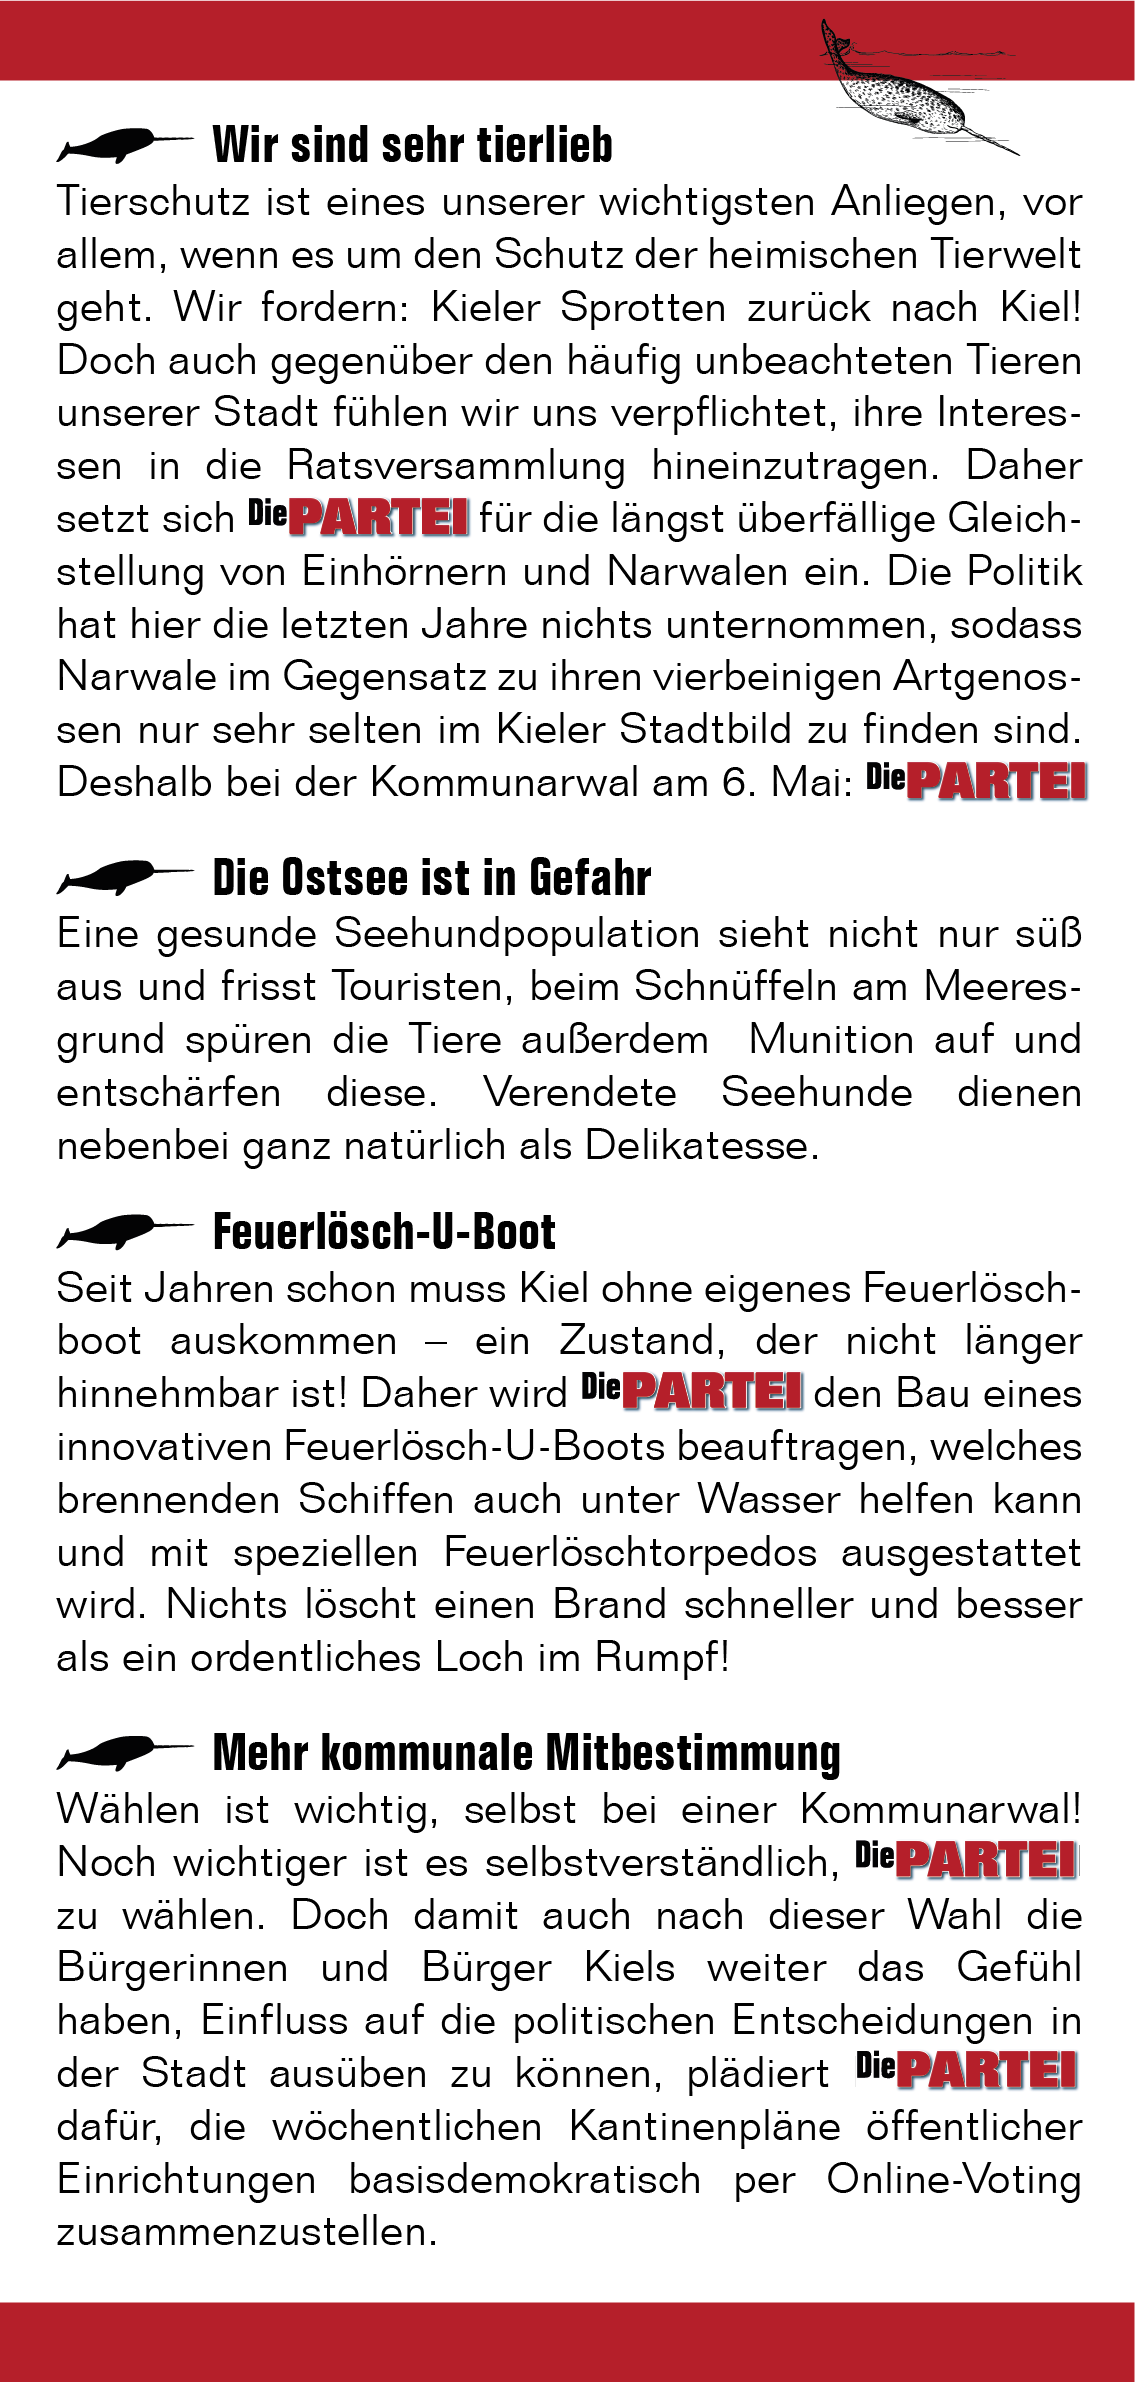 Wir sind sehr tierlieb
Tierschutz ist eines unserer wichtigsten Anliegen, vor
allem, wenn es um den Schutz der heimischen Tierwelt
geht. Wir fordern: Kieler Sprotten zurück nach Kiel!
Doch auch gegenüber den häufig unbeachteten Tieren
unserer Stadt fühlen wir uns verpflichtet, ihre Interes-
sen in die Ratsversammlung hineinzutragen. Daher
setzt sich Die PARTEI für die längst überfällige Gleich-
stellung von Einhörnern und Narwalen ein. Die Politik
hat hier die letzten Jahre nichts unternommen, sodass
Narwale im Gegensatz zu ihren vierbeinigen Artgenos-
sen nur sehr selten im Kieler Stadtbild zu finden sind.
Deshalb bei der Kommunarwal am 6. Mai: Die PARTEI
Die Ostsee ist in Gefahr
Eine gesunde Seehundpopulation sieht nicht nur süß
aus und frisst Touristen, beim Schnüffeln am Meeres-
grund spüren die Tiere außerdem Munition auf und
entschärfen diese. Verendete Seehunde dienen
nebenbei ganz natürlich als Delikatesse.
Feuerlösch-U-Boot
Seit Jahren schon muss Kiel ohne eigenes Feuerlösch-
boot auskommen – ein Zustand, der nicht länger
hinnehmbar ist! Daher wird Die PARTEI den Bau eines
innovativen Feuerlösch-U-Boots beauftragen, welches
brennenden Schiffen auch unter Wasser helfen kann
und mit speziellen Feuerlöschtorpedos ausgestattet
wird. Nichts löscht einen Brand schneller und besser
als ein ordentliches Loch im Rumpf!
Mehr kommunale Mitbestimmung
Wählen ist wichtig, selbst bei einer Kommunarwal!
Noch wichtiger ist es selbstverständlich, Die PARTEI
zu wählen. Doch damit auch nach dieser Wahl die
Bürgerinnen und Bürger Kiels weiter das Gefühl
haben, Einfluss auf die politischen Entscheidungen in
der Stadt ausüben zu können, plädiert Die PARTEI
dafür, die wöchentlichen Kantinenpläne öffentlicher
Einrichtungen basisdemokratisch per Online-Voting
zusammenzustellen.